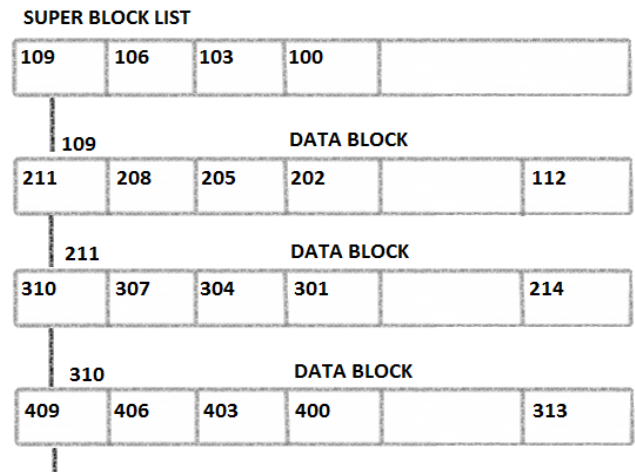 SUPER BLOCK LIST
109 106 103 100
109 DATA BLOCK
211 208 205 202 112
211 DATA BLOCK
310 307 304 301 214
310 DATA BLOCK
409 406 403 400 313